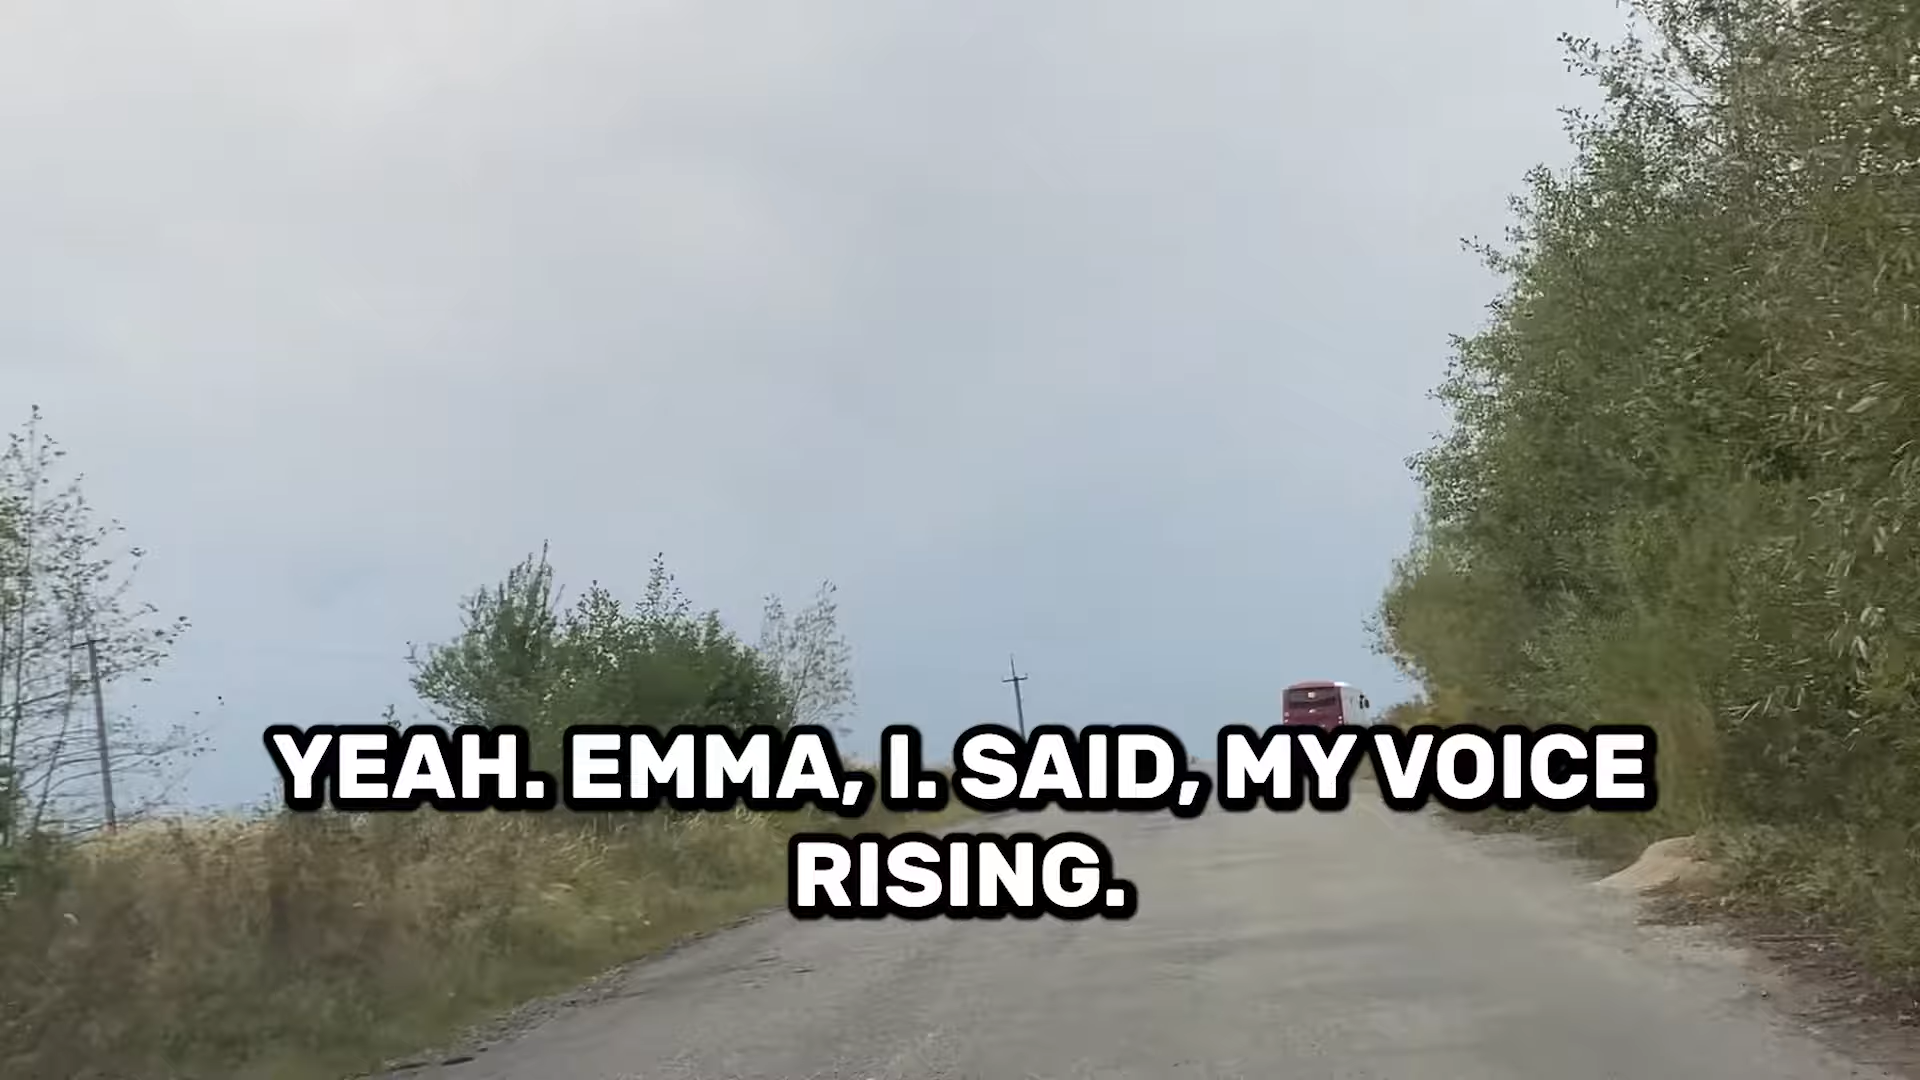 YEAH. EMMA, I. SAID, MY VOICE
RISING.